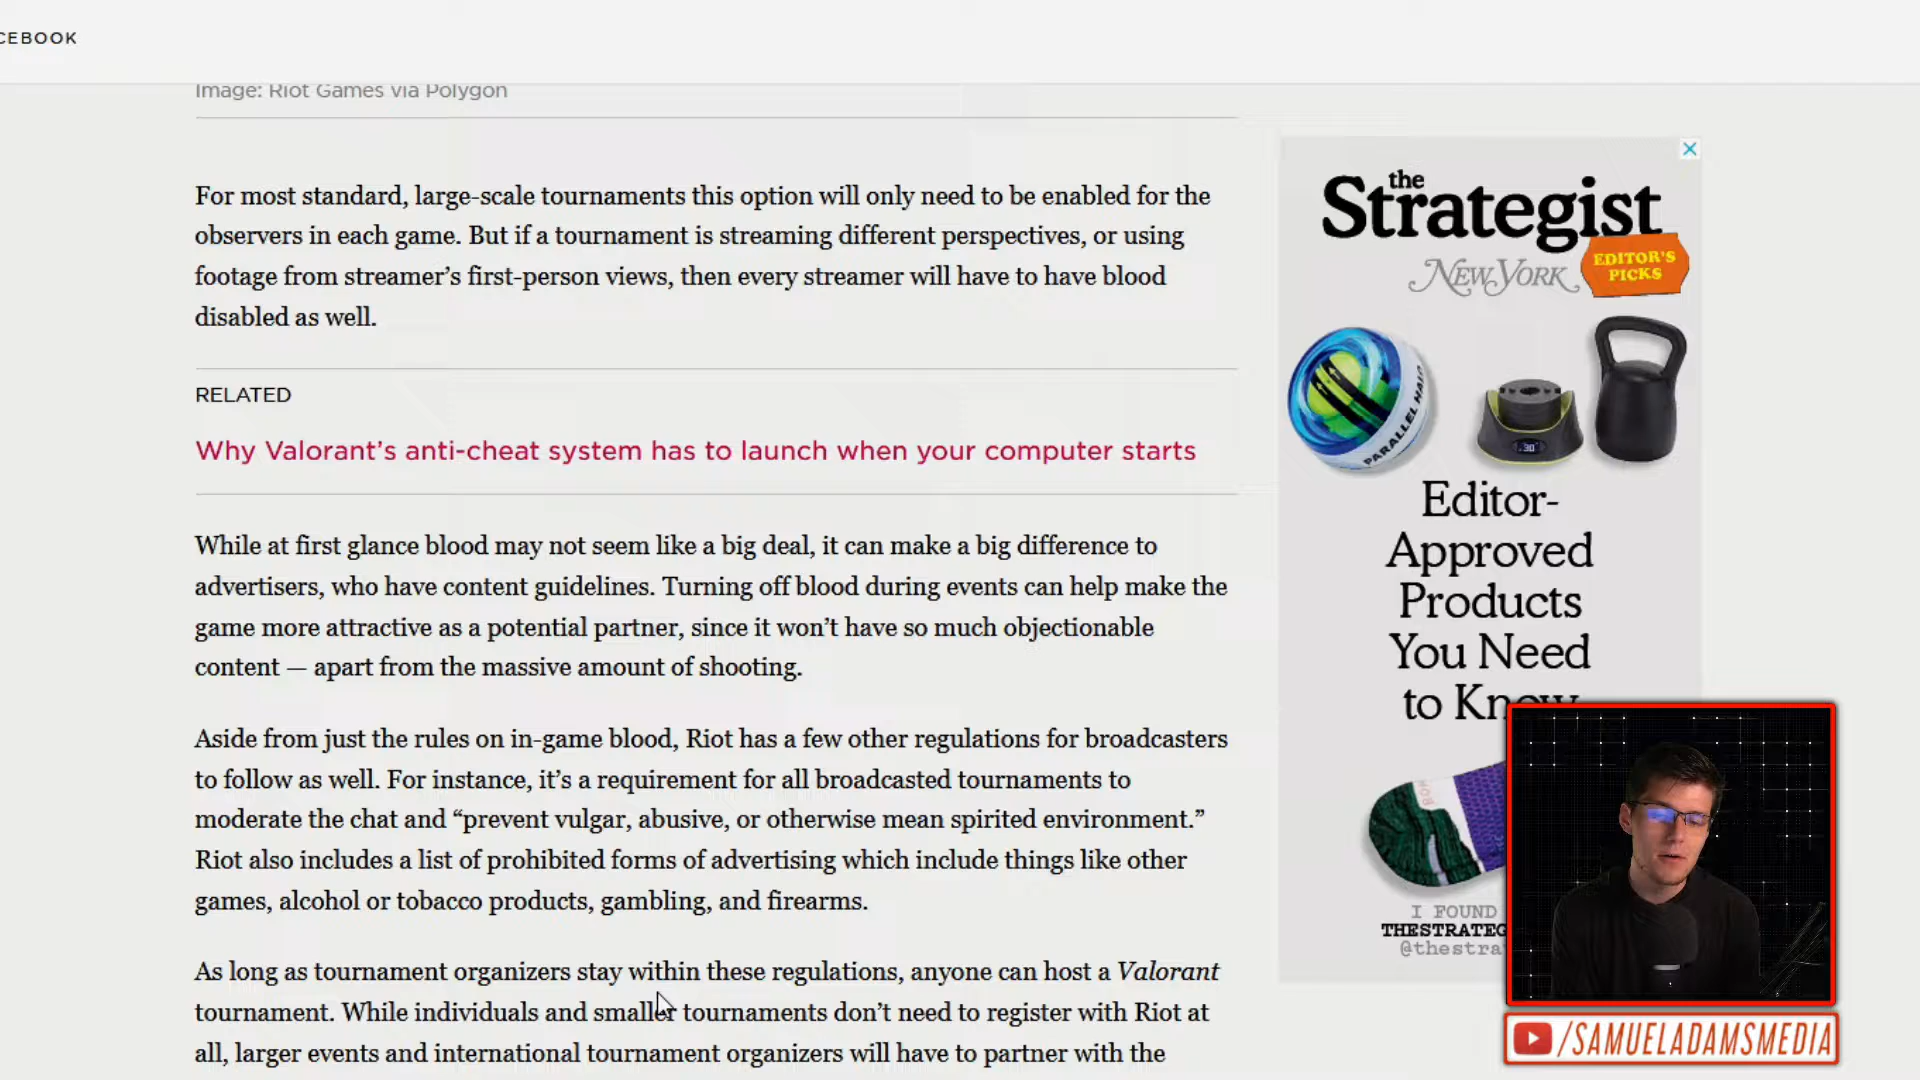 CEBOOK
Image: Riot Games via Polygon
For most standard, large-scale tournaments this option will only need to be enabled for the
observers in each game. But if a tournament is streaming different perspectives, or using
footage from streamer’s first-person views, then every streamer will have to have blood
disabled as well.
RELATED
Why Valorant’s anti-cheat system has to launch when your computer starts
While at first glance blood may not seem like a big deal, it can make a big difference to
advertisers, who have content guidelines. Turning off blood during events can help make the
game more attractive as a potential partner, since it won’t have so much objectionable
content — apart from the massive amount of shooting.
Aside from just the rules on in-game blood, Riot has a few other regulations for broadcasters
to follow as well. For instance, it’s a requirement for all broadcasted tournaments to
moderate the chat and “prevent vulgar, abusive, or otherwise mean spirited environment.”
Riot also includes a list of prohibited forms of advertising which include things like other
games, alcohol or tobacco products, gambling, and firearms.
As long as tournament organizers stay within these regulations, anyone can host a Valorant
tournament. While individuals and smaller tournaments don’t need to register with Riot at
all, larger events and international tournament organizers will have to partner with the
the
Strategist
NEW YORK
EDITOR'S
PICKS
PARALLEL HALO
30
Editor-
Approved
Products
You Need
to Know
I FOUND
THESTRATEG
@thestra
/SAMUELADAMSMEDIA